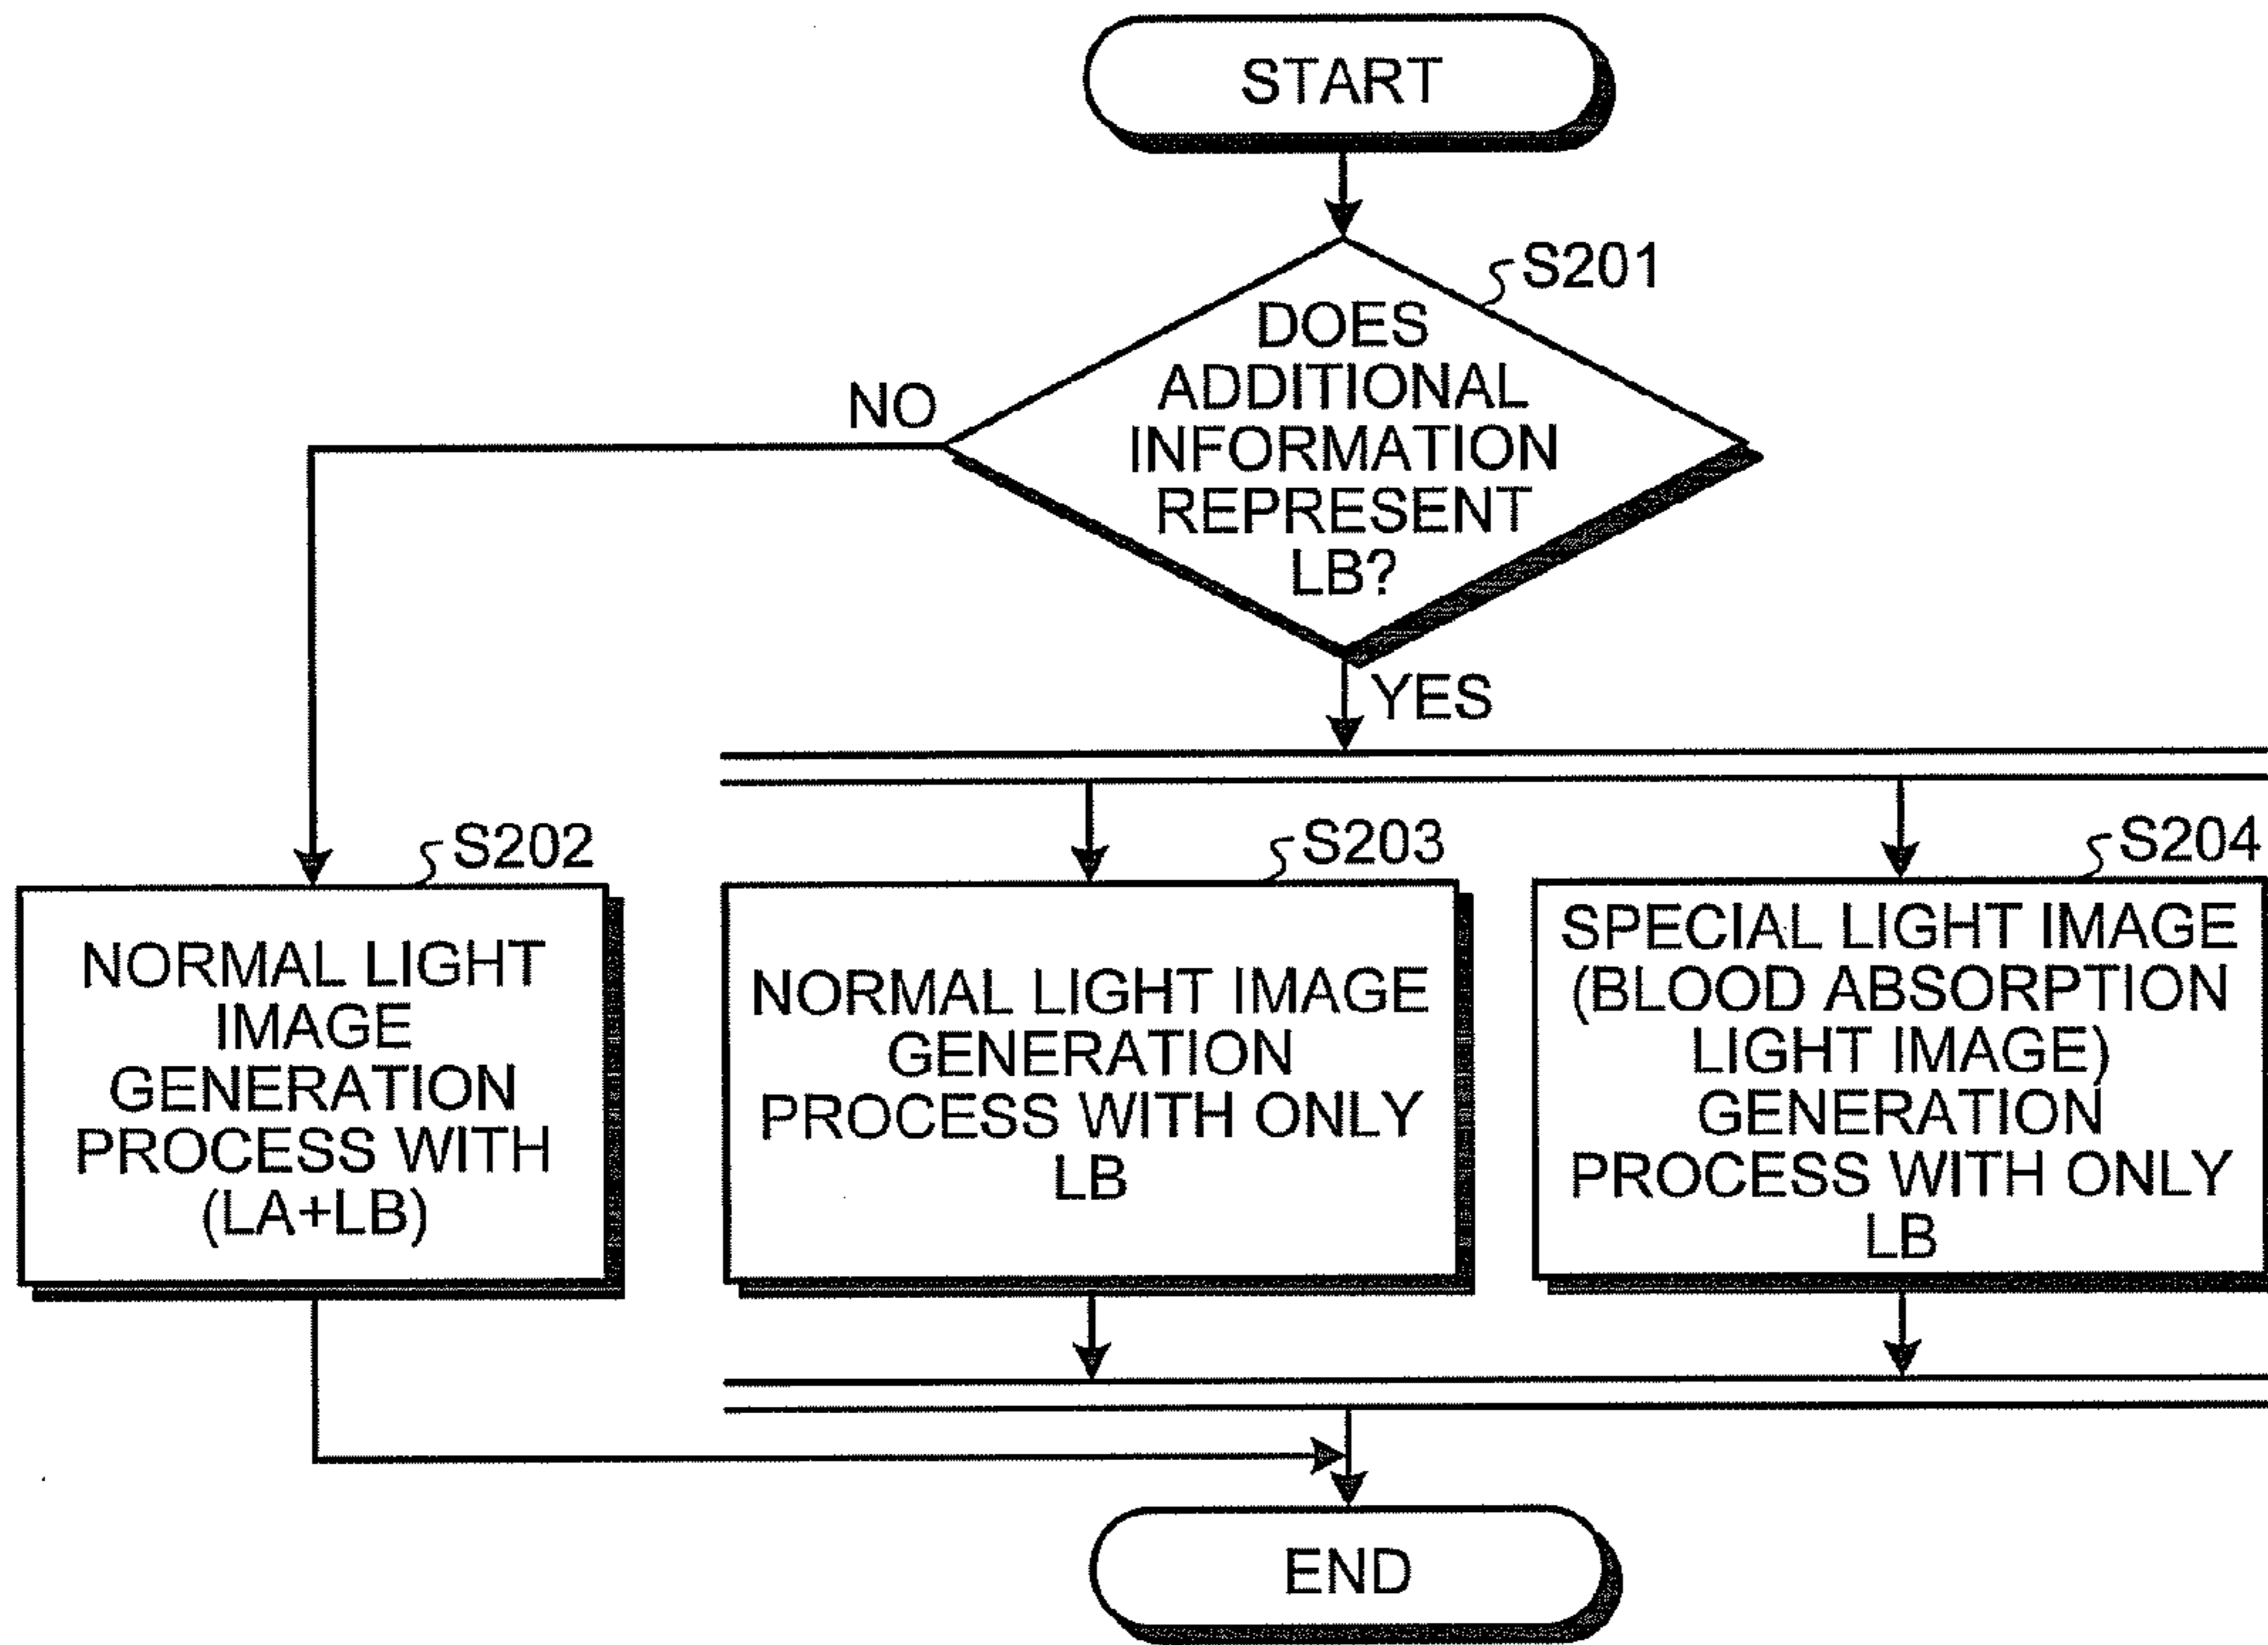 START
S201
DOES
ADDITIONAL
INFORMATION
REPRESENT
LB?
NO
YES
S202
NORMAL LIGHT
IMAGE
GENERATION
PROCESS WITH
(LA+LB)
S203
NORMAL LIGHT IMAGE
GENERATION
PROCESS WITH ONLY
LB
S204
SPECIAL LIGHT IMAGE
(BLOOD ABSORPTION
LIGHT IMAGE)
GENERATION
PROCESS WITH ONLY
LB
END